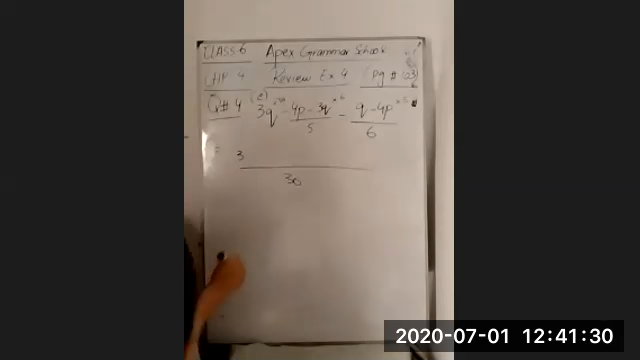 CLASS 6 Apex Grammar School
CHP 4 Review Ex 4 (Pg # 103)
Q# 4 (e) 3q - 4p - 3q / 5 - q - 4p / 6
= 3 / 30
2020-07-01 12:41:30